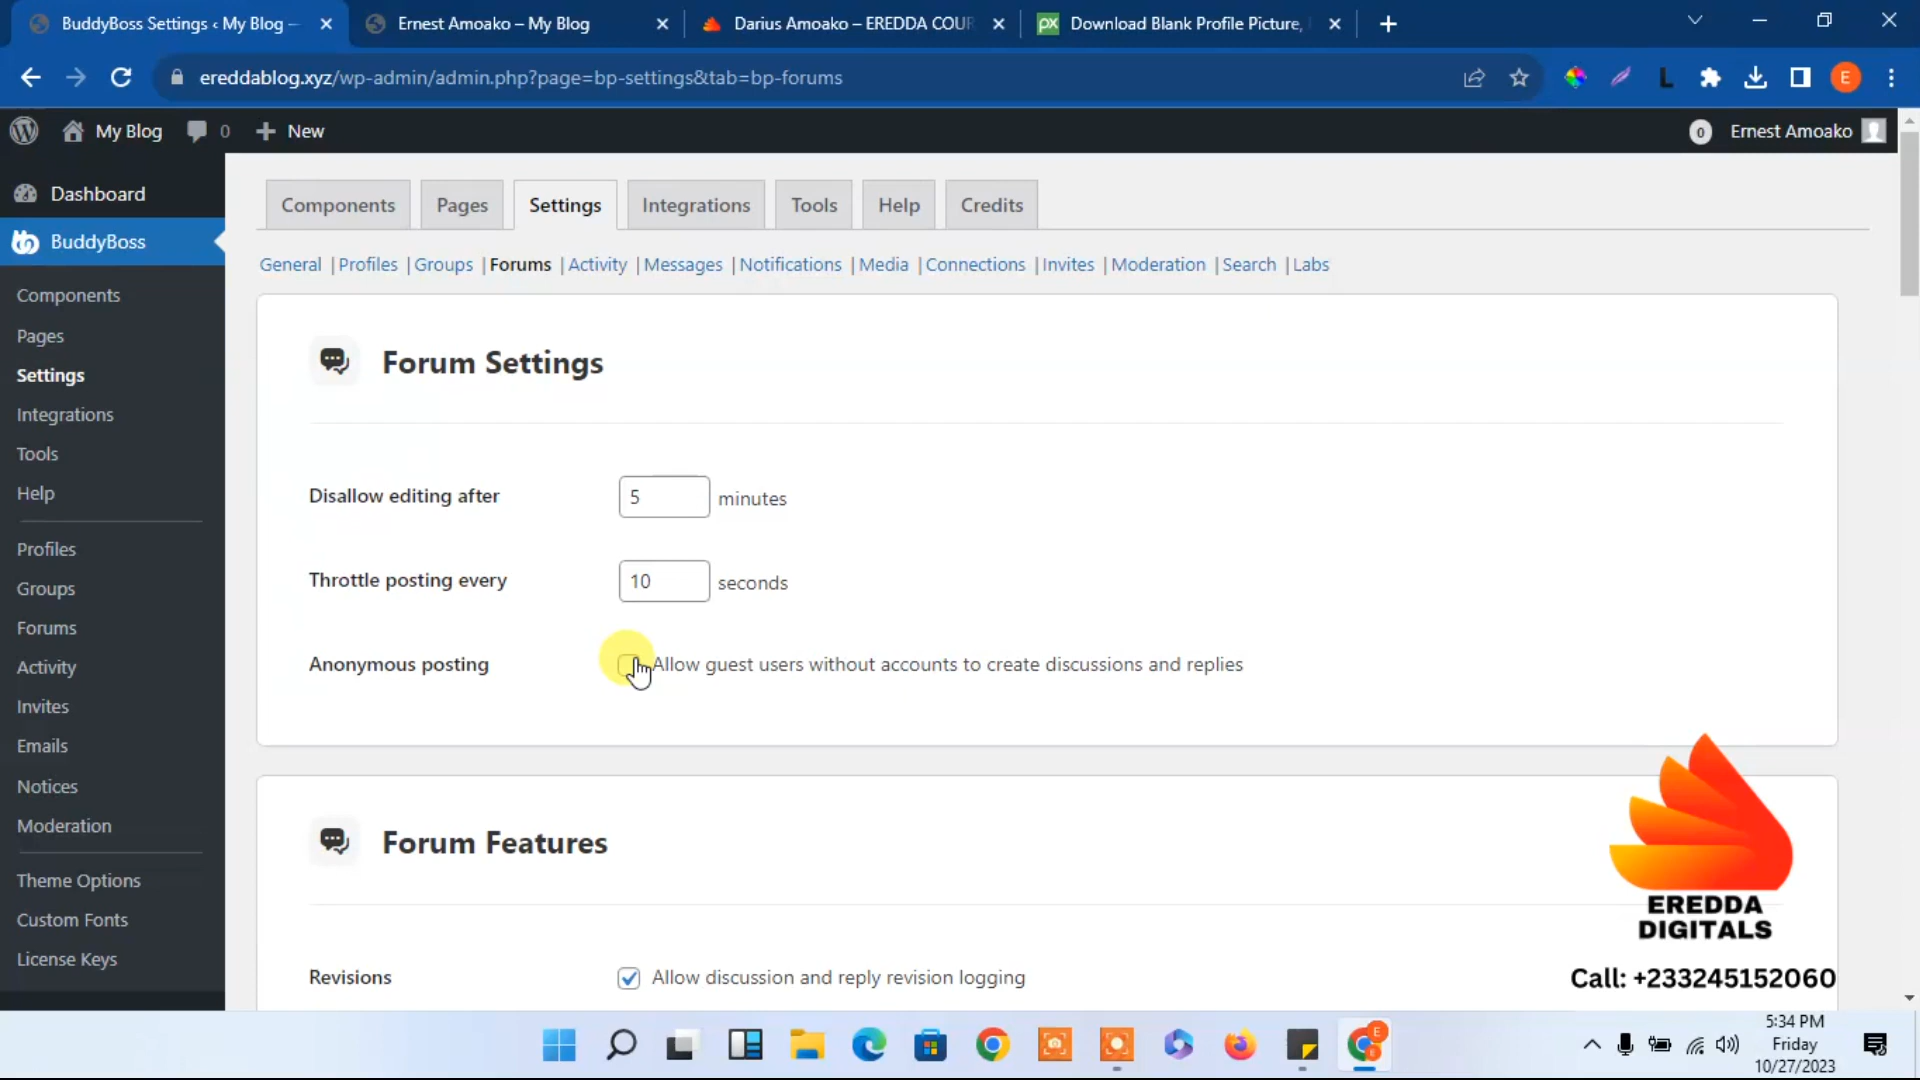 BuddyBoss Settings ‹ My Blog –
Ernest Amoako – My Blog
Darius Amoako – EREDDA COUR
Download Blank Profile Picture,
ereddablog.xyz/wp-admin/admin.php?page=bp-settings&tab=bp-forums
L
E
My Blog
0
New
0
Ernest Amoako
Dashboard
BuddyBoss
Components
Pages
Settings
Integrations
Tools
Help
Profiles
Groups
Forums
Activity
Invites
Emails
Notices
Moderation
Theme Options
Custom Fonts
License Keys
Components
Pages
Settings
Integrations
Tools
Help
Credits
General | Profiles | Groups | Forums | Activity | Messages | Notifications | Media | Connections | Invites | Moderation | Search | Labs
Forum Settings
Disallow editing after
5
minutes
Throttle posting every
10
seconds
Anonymous posting
Allow guest users without accounts to create discussions and replies
Forum Features
Revisions
Allow discussion and reply revision logging
EREDDA
DIGITALS
Call: +233245152060
5:34 PM
Friday
10/27/2023